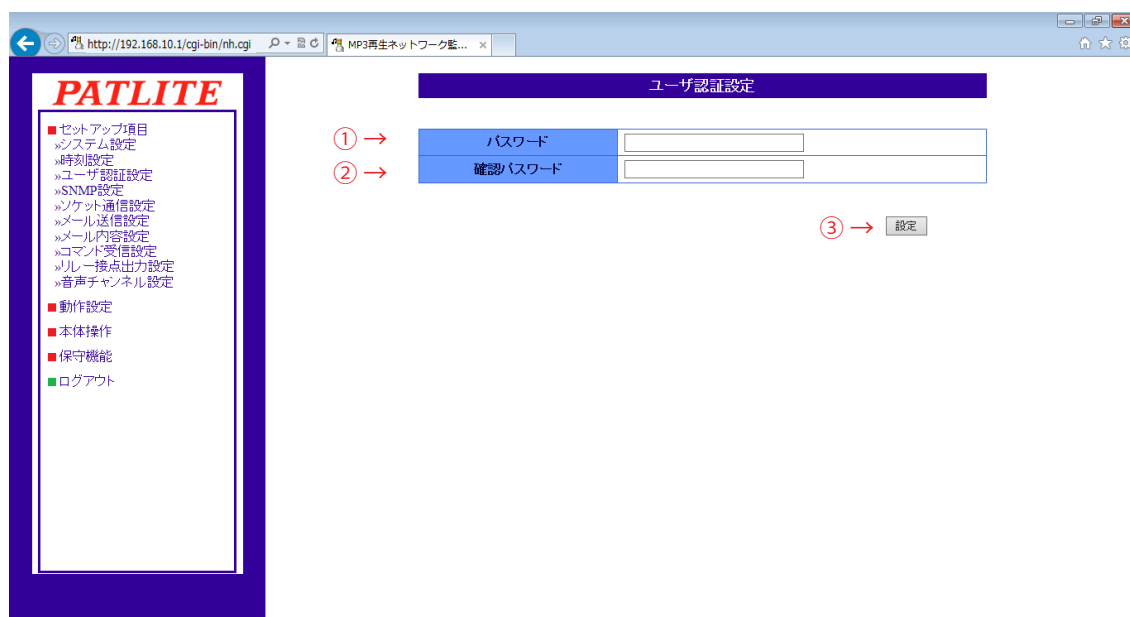 http://192.168.10.1/cgi-bin/nh.cgi
MP3再生ネットワーク監...
PATLITE
セットアップ項目
»システム設定
»時刻設定
»ユーザ認証設定
»SNMP設定
»ソケット通信設定
»メール送信設定
»メール内容設定
»コマンド受信設定
»リレー接点出力設定
»音声チャンネル設定
動作設定
本体操作
保守機能
ログアウト
ユーザ認証設定
① → パスワード
② → 確認パスワード
③ → 設定